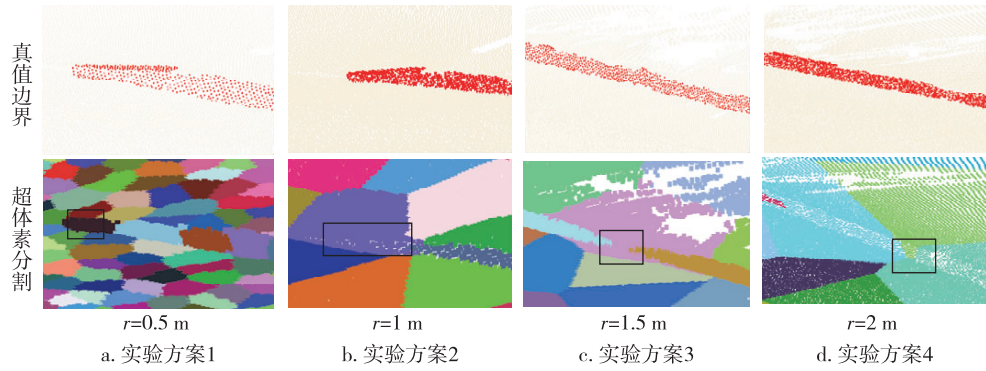 真值边界
超体素分割
r=0.5 m
r=1 m
r=1.5 m
r=2 m
a. 实验方案1
b. 实验方案2
c. 实验方案3
d. 实验方案4